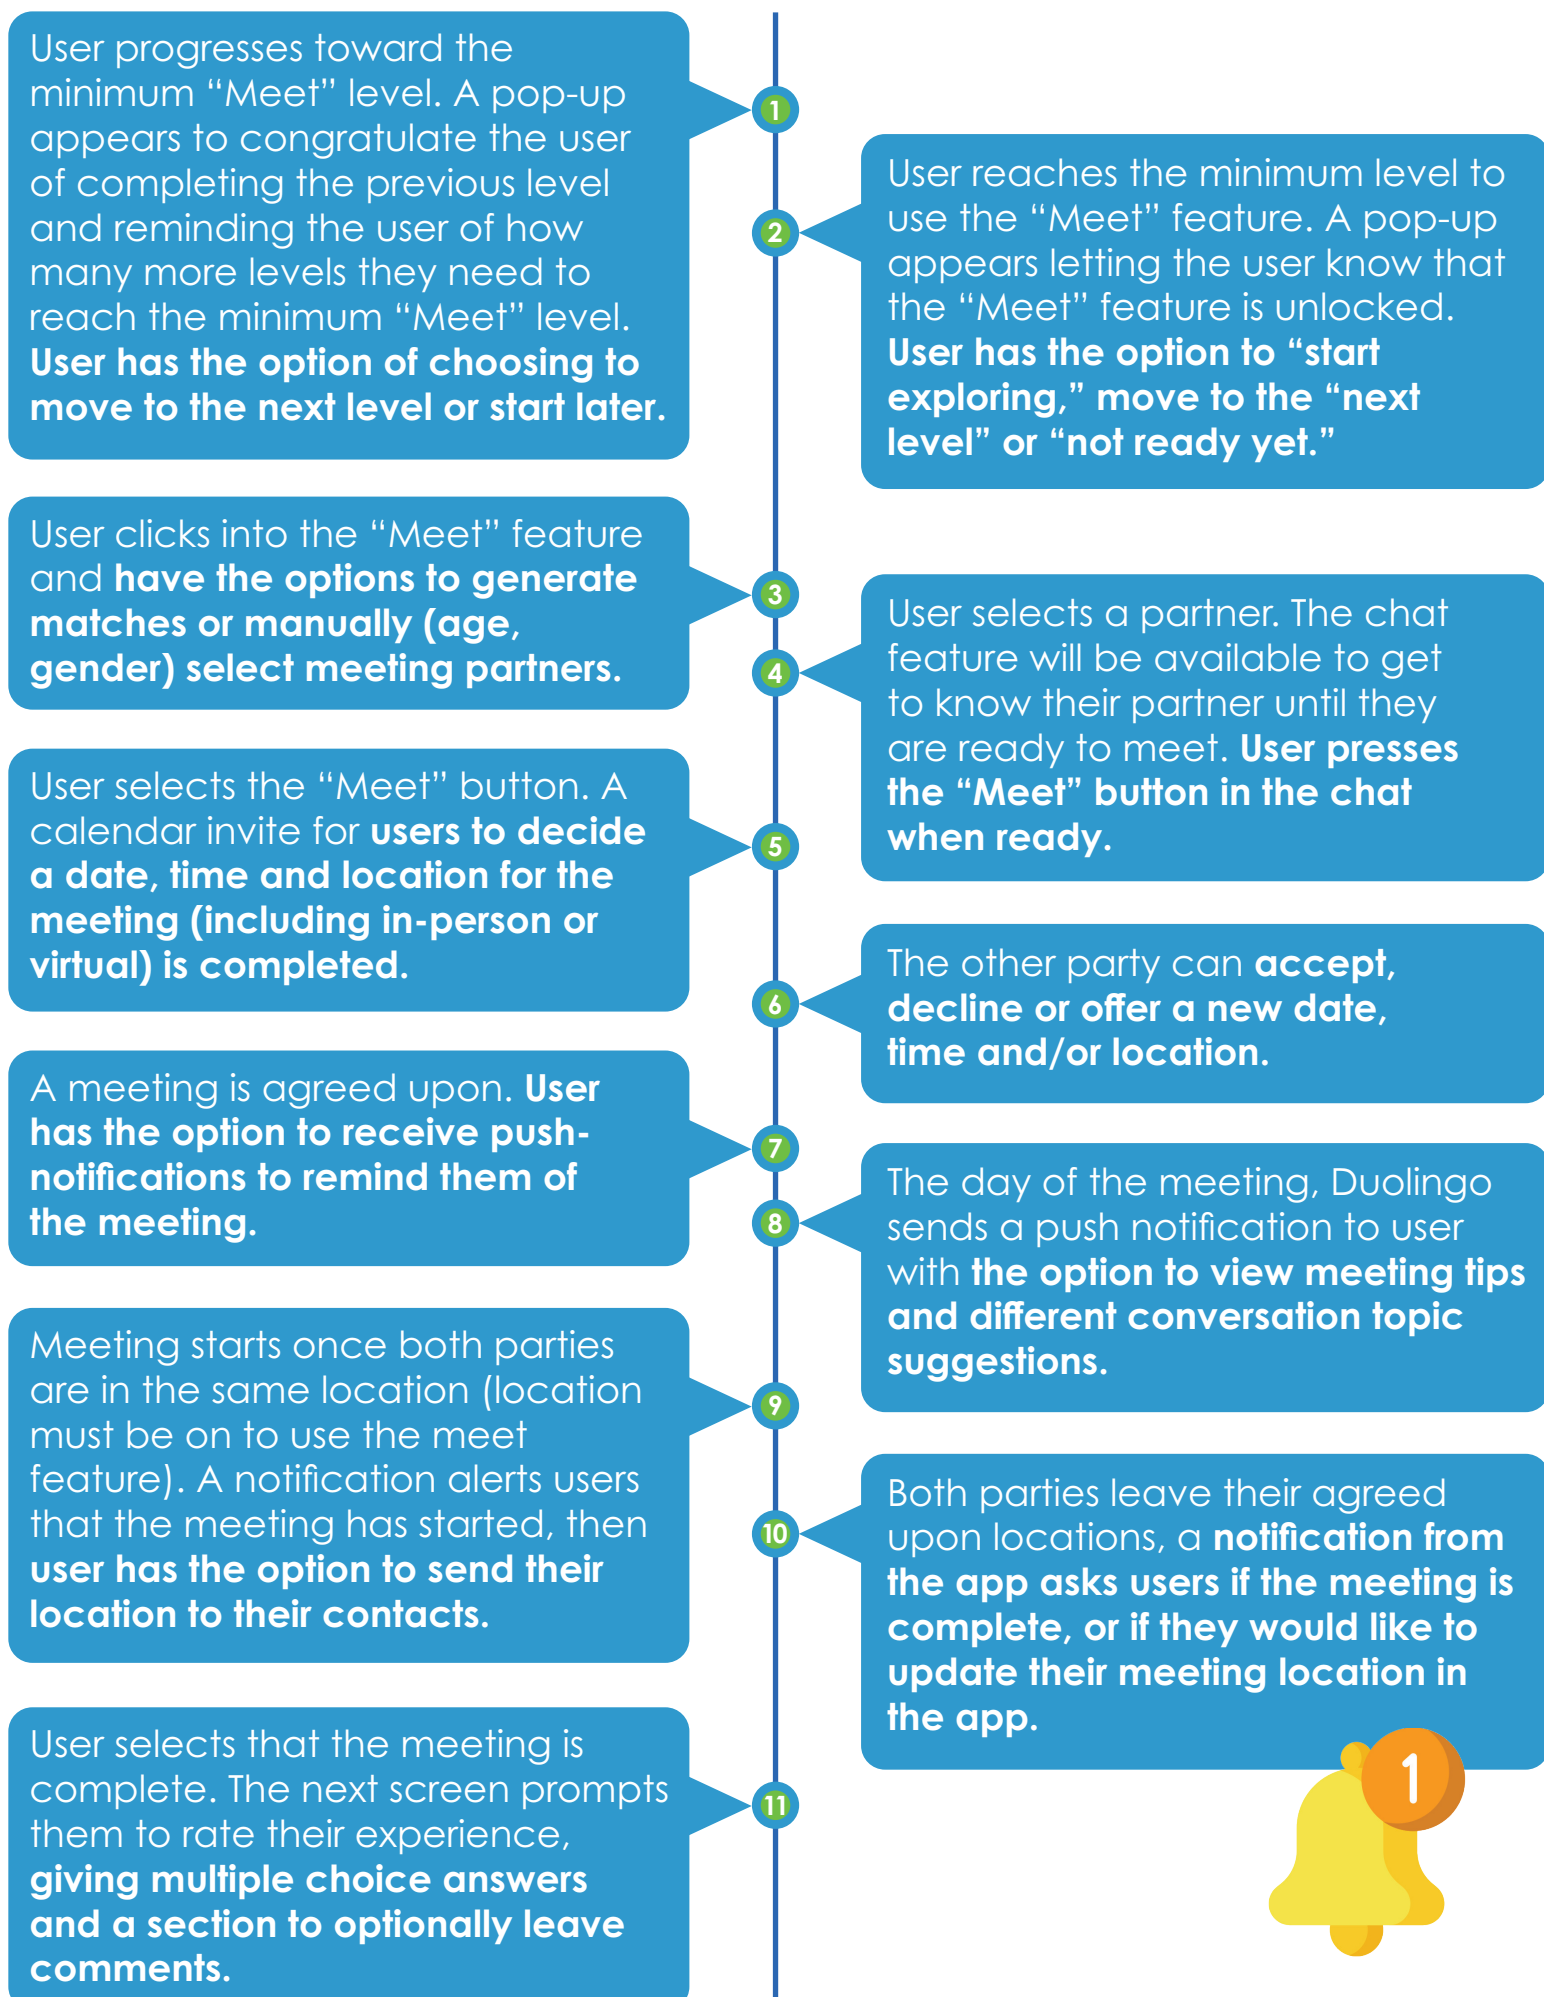 User progresses toward the
minimum “Meet” level. A pop-up
appears to congratulate the user
of completing the previous level
and reminding the user of how
many more levels they need to
reach the minimum “Meet” level.
User has the option of choosing to
move to the next level or start later.
1
User reaches the minimum level to
use the “Meet” feature. A pop-up
appears letting the user know that
the “Meet” feature is unlocked.
User has the option to “start
exploring,” move to the “next
level” or “not ready yet.”
2
User clicks into the “Meet” feature
and have the options to generate
matches or manually (age,
gender) select meeting partners.
3
User selects a partner. The chat
feature will be available to get
to know their partner until they
are ready to meet. User presses
the “Meet” button in the chat
when ready.
4
User selects the “Meet” button. A
calendar invite for users to decide
a date, time and location for the
meeting (including in-person or
virtual) is completed.
5
The other party can accept,
decline or offer a new date,
time and/or location.
6
A meeting is agreed upon. User
has the option to receive push-
notifications to remind them of
the meeting.
7
The day of the meeting, Duolingo
sends a push notification to user
with the option to view meeting tips
and different conversation topic
suggestions.
8
Meeting starts once both parties
are in the same location (location
must be on to use the meet
feature). A notification alerts users
that the meeting has started, then
user has the option to send their
location to their contacts.
9
Both parties leave their agreed
upon locations, a notification from
the app asks users if the meeting is
complete, or if they would like to
update their meeting location in
the app.
10
User selects that the meeting is
complete. The next screen prompts
them to rate their experience,
giving multiple choice answers
and a section to optionally leave
comments.
11
1